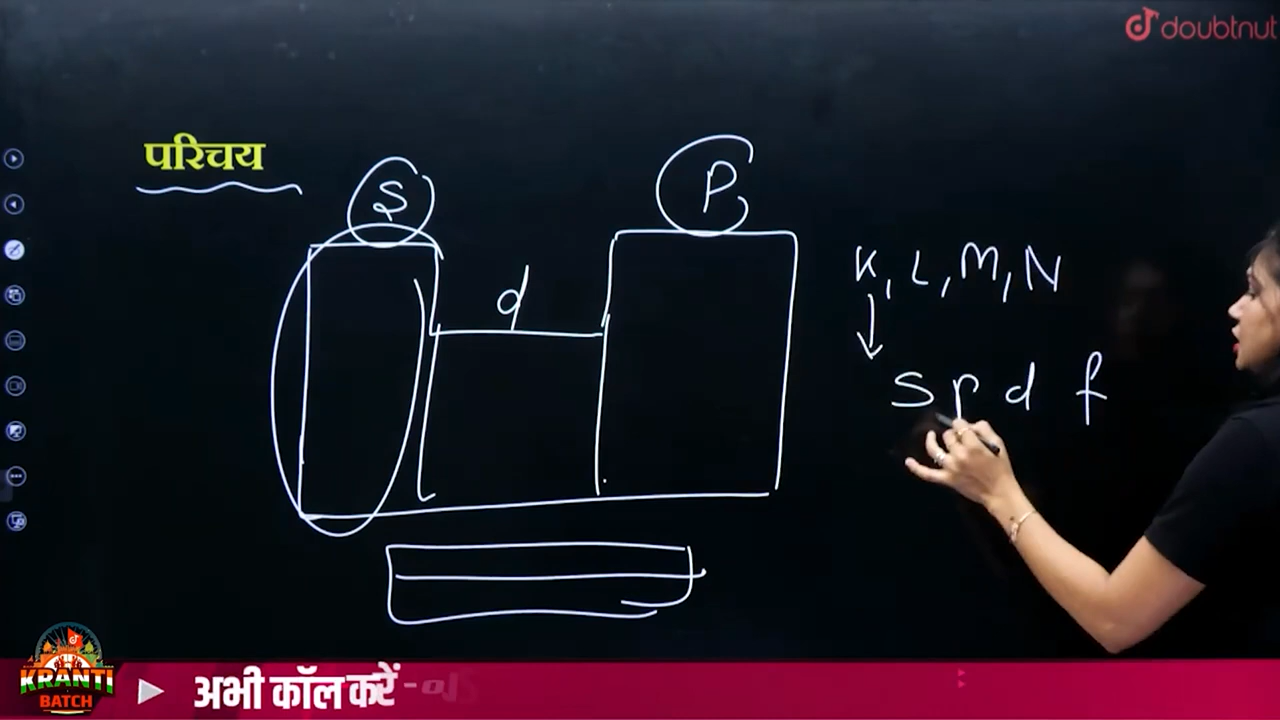 doubtnut
परिचय
S
P
d
K, L, M, N
s p d f
KRANTI
BATCH
अभी कॉल करें